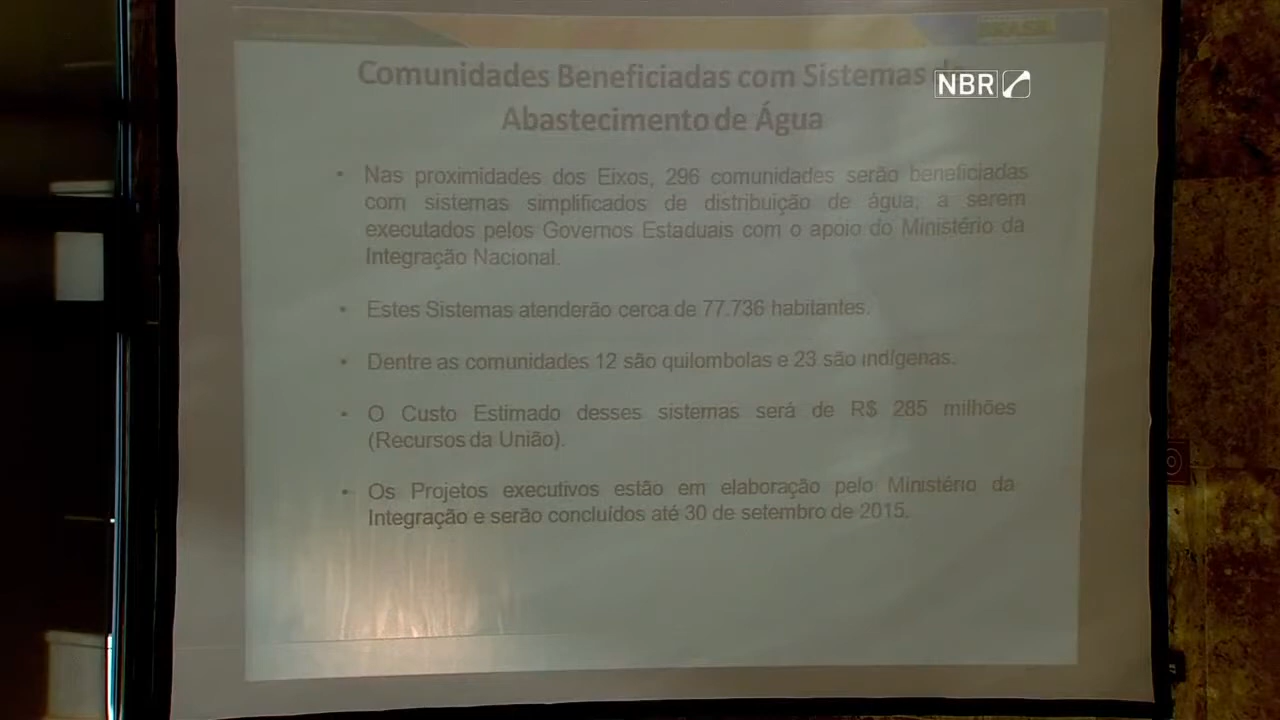 BRASIL
NBR
Comunidades Beneficiadas com Sistemas de
Abastecimento de Água
• Nas proximidades dos Eixos, 296 comunidades serão beneficiadas
com sistemas simplificados de distribuição de água, a serem
executados pelos Governos Estaduais com o apoio do Ministério da
Integração Nacional.
• Estes Sistemas atenderão cerca de 77.736 habitantes.
• Dentre as comunidades 12 são quilombolas e 23 são indígenas.
• O Custo Estimado desses sistemas será de R$ 285 milhões
(Recursos da União).
• Os Projetos executivos estão em elaboração pelo Ministério da
Integração e serão concluídos até 30 de setembro de 2015.